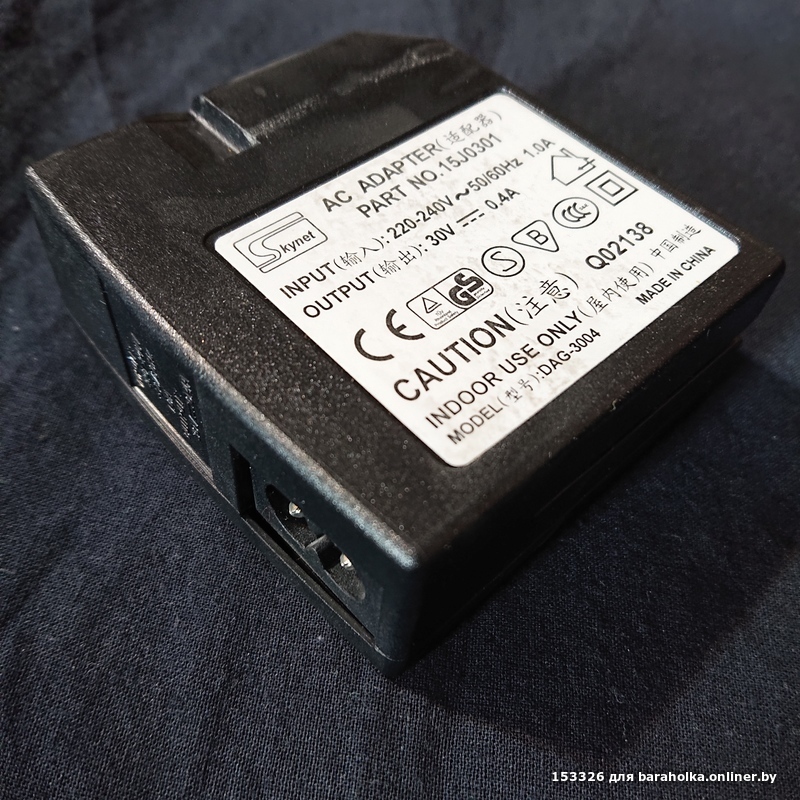 Skynet
AC ADAPTER(适配器)
PART NO.15J0301
INPUT(输入): 220-240V~50/60Hz 1.0A
OUTPUT(输出): 30V ⎓ 0.4A
CE
GS
S
B
CCC
CAUTION(注意) Q02138
INDOOR USE ONLY(屋内使用) 中国制造
MODEL(型号):DAG-3004 MADE IN CHINA
153326 для baraholka.onliner.by